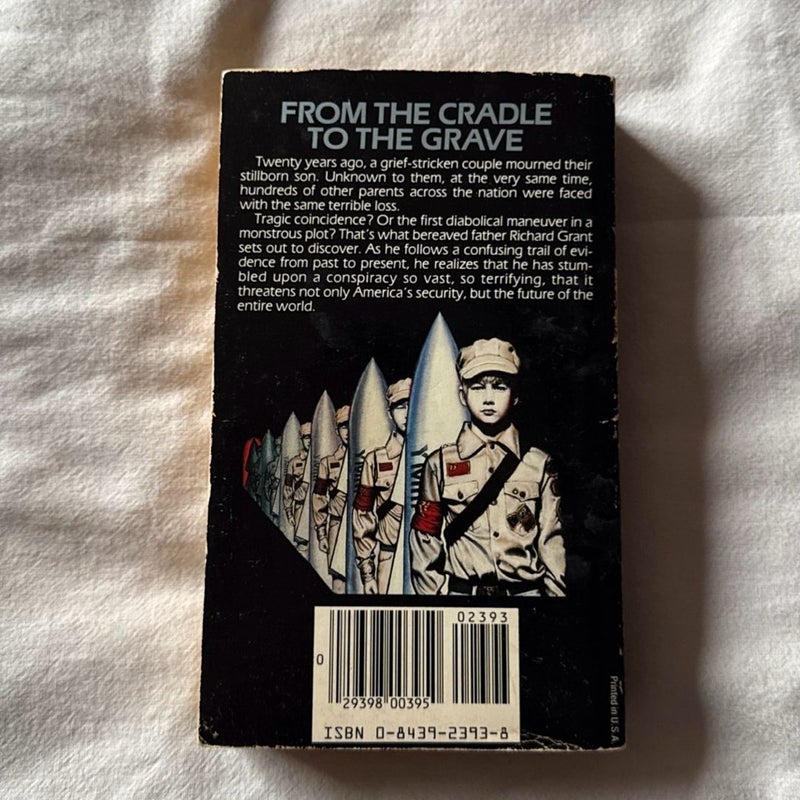 FROM THE CRADLE
TO THE GRAVE
Twenty years ago, a grief-stricken couple mourned their
stillborn son. Unknown to them, at the very same time,
hundreds of other parents across the nation were faced
with the same terrible loss.
Tragic coincidence? Or the first diabolical maneuver in a
monstrous plot? That's what bereaved father Richard Grant
sets out to discover. As he follows a confusing trail of evi-
dence from past to present, he realizes that he has stum-
bled upon a conspiracy so vast, so terrifying, that it
threatens not only America's security, but the future of the
entire world.
02393
0
29398 00395
ISBN 0-8439-2393-8
Printed in U S A